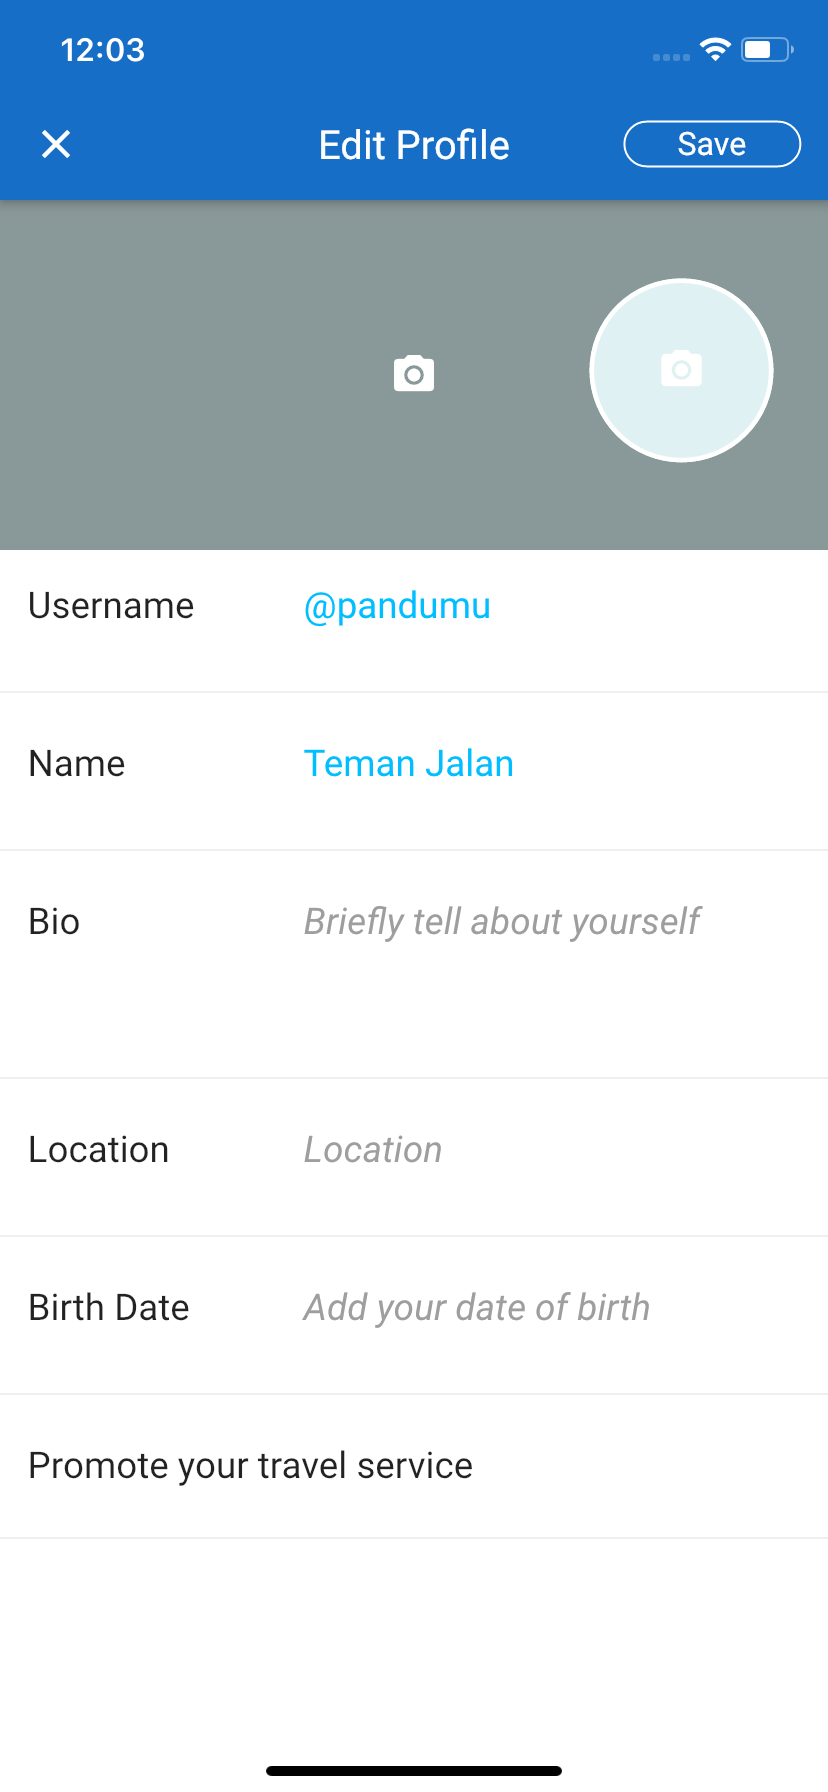 12:03
Edit Profile
Save
Username
@pandumu
Name
Teman Jalan
Bio
Briefly tell about yourself
Location
Location
Birth Date
Add your date of birth
Promote your travel service